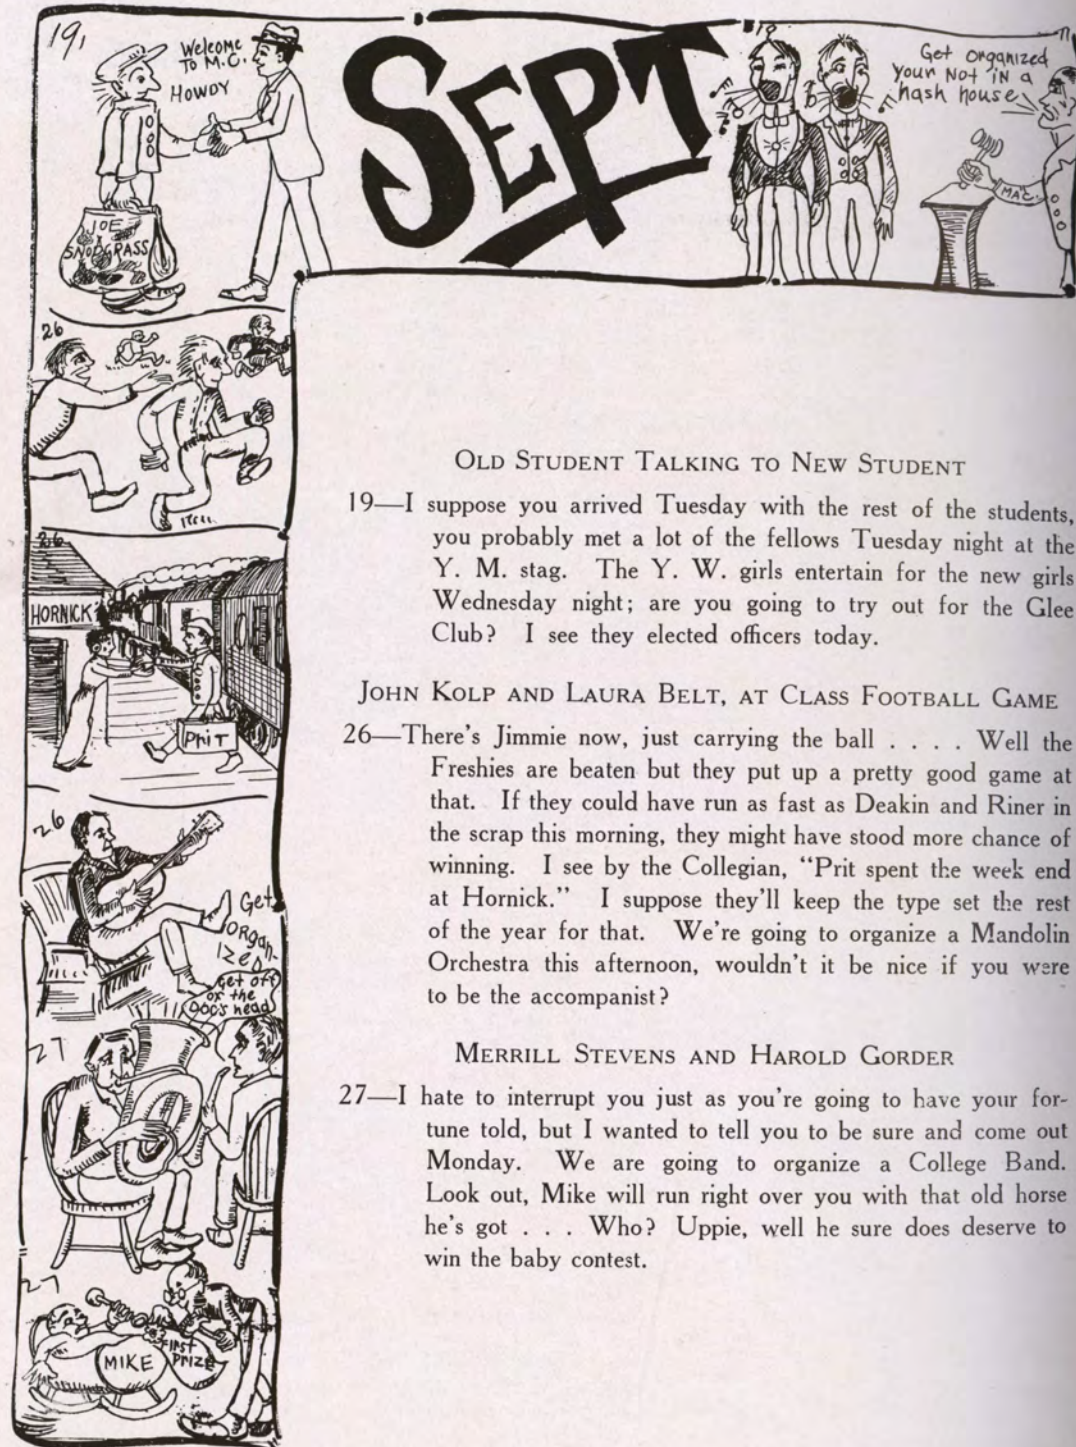 19,
Welcome
To M.C.
HOWDY
JOE
SNODGRASS
SEPT
19
Get organized
your Not iN a
hash house
MAC.
26
26
HORNICK
PRIT
26
Get
organ-
ized
Get off
of the
Doc's head
27
27
MIKE
FIRST
PRIZE
OLD STUDENT TALKING TO NEW STUDENT
19—I suppose you arrived Tuesday with the rest of the students,
you probably met a lot of the fellows Tuesday night at the
Y. M. stag. The Y. W. girls entertain for the new girls
Wednesday night; are you going to try out for the Glee
Club? I see they elected officers today.
JOHN KOLP AND LAURA BELT, AT CLASS FOOTBALL GAME
26—There's Jimmie now, just carrying the ball . . . . Well the
Freshies are beaten but they put up a pretty good game at
that. If they could have run as fast as Deakin and Riner in
the scrap this morning, they might have stood more chance of
winning. I see by the Collegian, "Prit spent the week end
at Hornick." I suppose they'll keep the type set the rest
of the year for that. We're going to organize a Mandolin
Orchestra this afternoon, wouldn't it be nice if you were
to be the accompanist?
MERRILL STEVENS AND HAROLD GORDER
27—I hate to interrupt you just as you're going to have your for-
tune told, but I wanted to tell you to be sure and come out
Monday. We are going to organize a College Band.
Look out, Mike will run right over you with that old horse
he's got . . . Who? Uppie, well he sure does deserve to
win the baby contest.